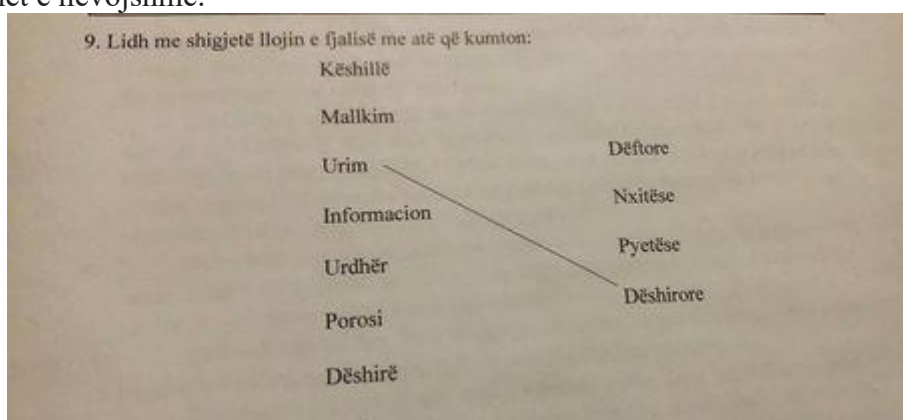 9. Lidh me shigjetë llojin e fjalisë me atë që kumton:
Këshillë
Mallkim
Urim
Informacion
Urdhër
Porosi
Dëshirë
Dëftore
Nxitëse
Pyetëse
Dëshirore